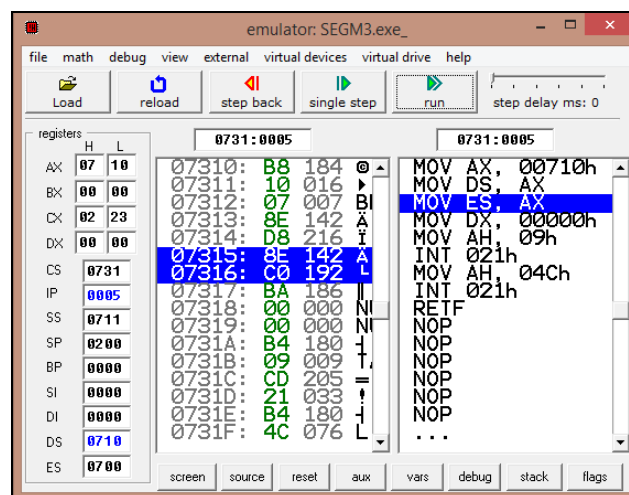 emulator: SEGM3.exe_
file math debug view external virtual devices virtual drive help
Load reload step back single step run step delay ms: 0
registers
H L
AX 07 10
BX 00 00
CX 02 23
DX 00 00
CS 0731
IP 0005
SS 0711
SP 0200
BP 0000
SI 0000
DI 0000
DS 0710
ES 0700
0731:0005
07310: B8 184 ©
07311: 10 016 ►
07312: 07 007
07313: 8E 142 Ä
07314: D8 216 Ï
07315: 8E 142 Ä
07316: C0 192 └
07317: BA 186 ║
07318: 00 000
07319: 00 000
0731A: B4 180 ┤
0731B: 09 009
0731C: CD 205 =
0731D: 21 033 !
0731E: B4 180 ┤
0731F: 4C 076 L
0731:0005
MOV AX, 00710h
MOV DS, AX
MOV ES, AX
MOV DX, 00000h
MOV AH, 09h
INT 021h
MOV AH, 04Ch
INT 021h
RETF
NOP
NOP
NOP
NOP
NOP
NOP
...
screen source reset aux vars debug stack flags